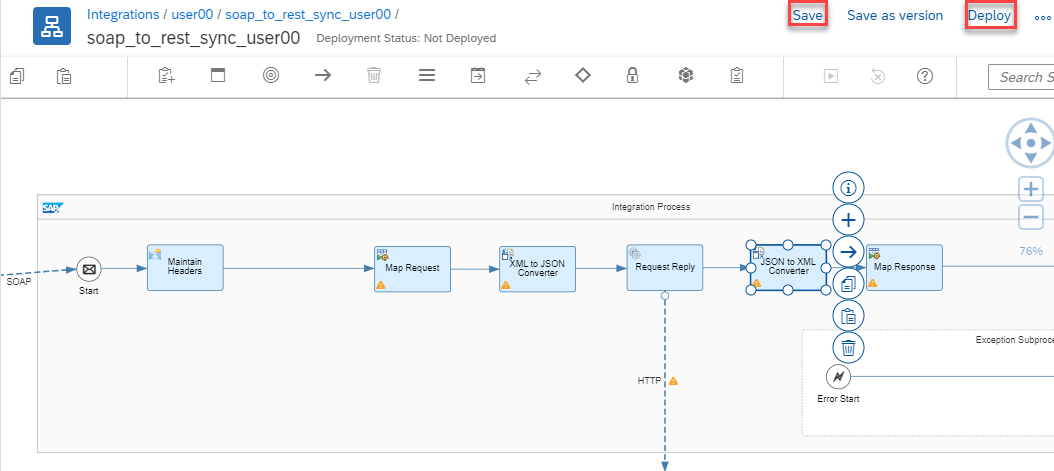 Integrations / user00 / soap_to_rest_sync_user00 /
Save
Save as version
Deploy
soap_to_rest_sync_user00 Deployment Status: Not Deployed
Search S
SAP
Integration Process
Maintain
Headers
Map Request
XML to JSON
Converter
Request Reply
JSON to XML
Converter
Map Response
SOAP
Start
76%
Exception Subproce
HTTP
Error Start